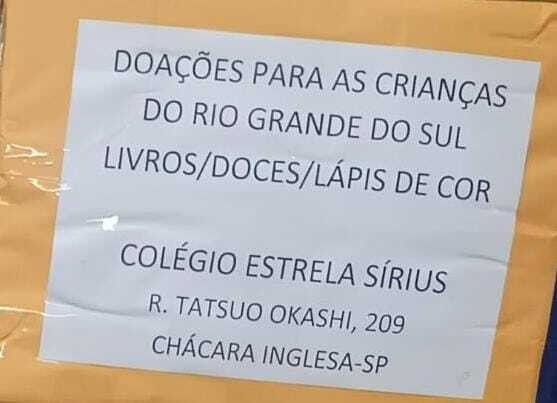 DOAÇÕES PARA AS CRIANÇAS
DO RIO GRANDE DO SUL
LIVROS/DOCES/LÁPIS DE COR
COLÉGIO ESTRELA SÍRIUS
R. TATSUO OKASHI, 209
CHÁCARA INGLESA-SP